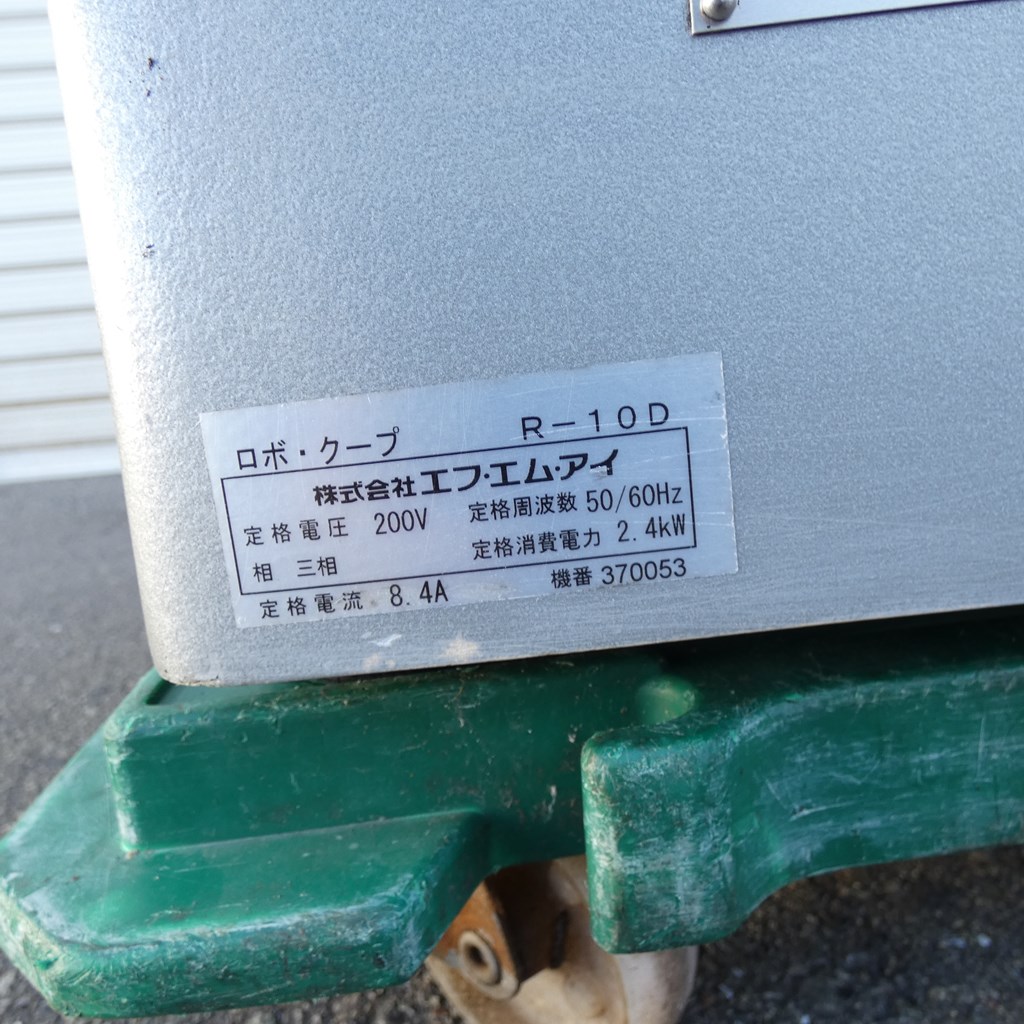 ロボ・クープ R－１０Ｄ
株式会社エフ・エム・アイ
定格電圧 200V 定格周波数 50/60Hz
相 三相 定格消費電力 2.4kW
定格電流 8.4A 機番 370053